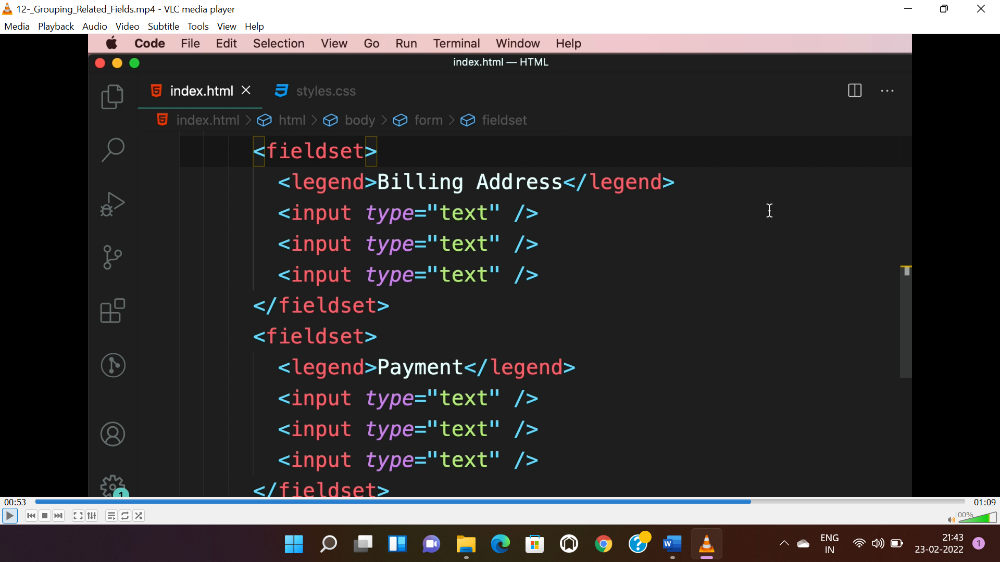 12-_Grouping_Related_Fields.mp4 - VLC media player
Media Playback Audio Video Subtitle Tools View Help
Code File Edit Selection View Go Run Terminal Window Help
index.html — HTML
index.html styles.css
index.html > html > body > form > fieldset
<fieldset>
<legend>Billing Address</legend>
<input type="text" />
<input type="text" />
<input type="text" />
</fieldset>
<fieldset>
<legend>Payment</legend>
<input type="text" />
<input type="text" />
<input type="text" />
</fieldset>
1
00:53 01:09
100%
ENG 21:43
IN 23-02-2022 1